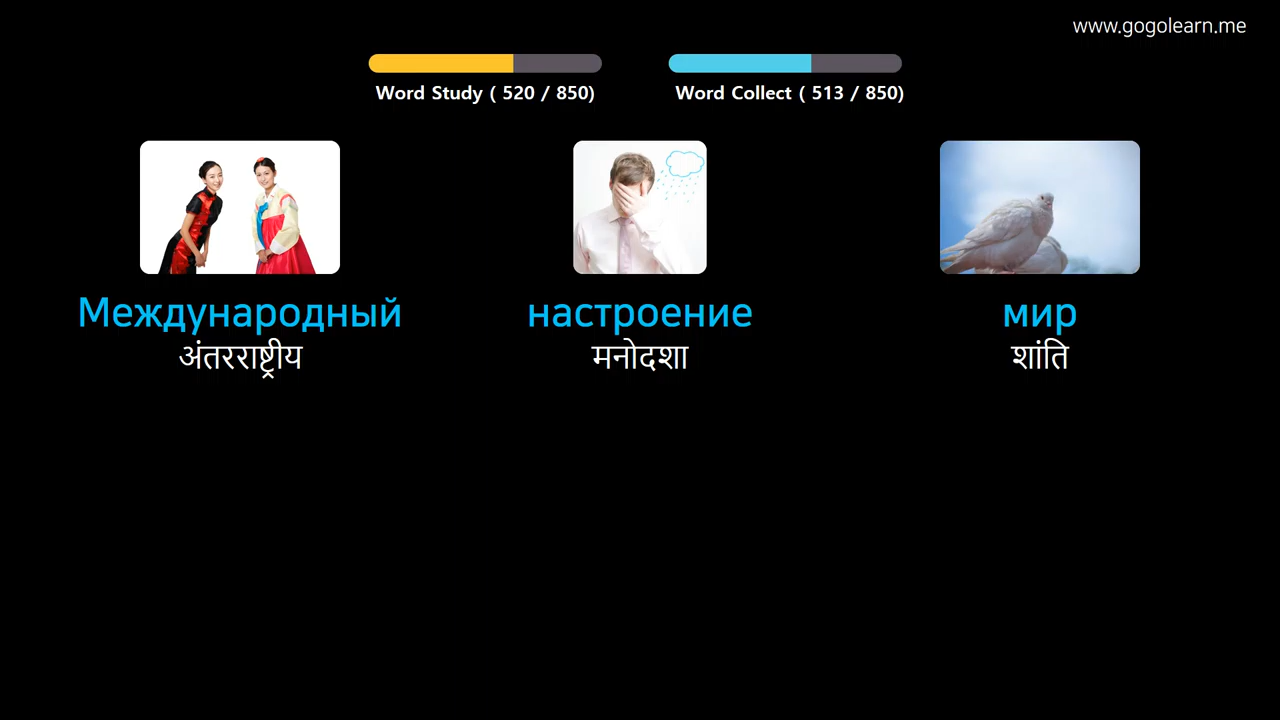 www.gogolearn.me
Word Study ( 520 / 850)
Word Collect ( 513 / 850)
Международный
настроение
мир
अंतरराष्ट्रीय
मनोदशा
शांति